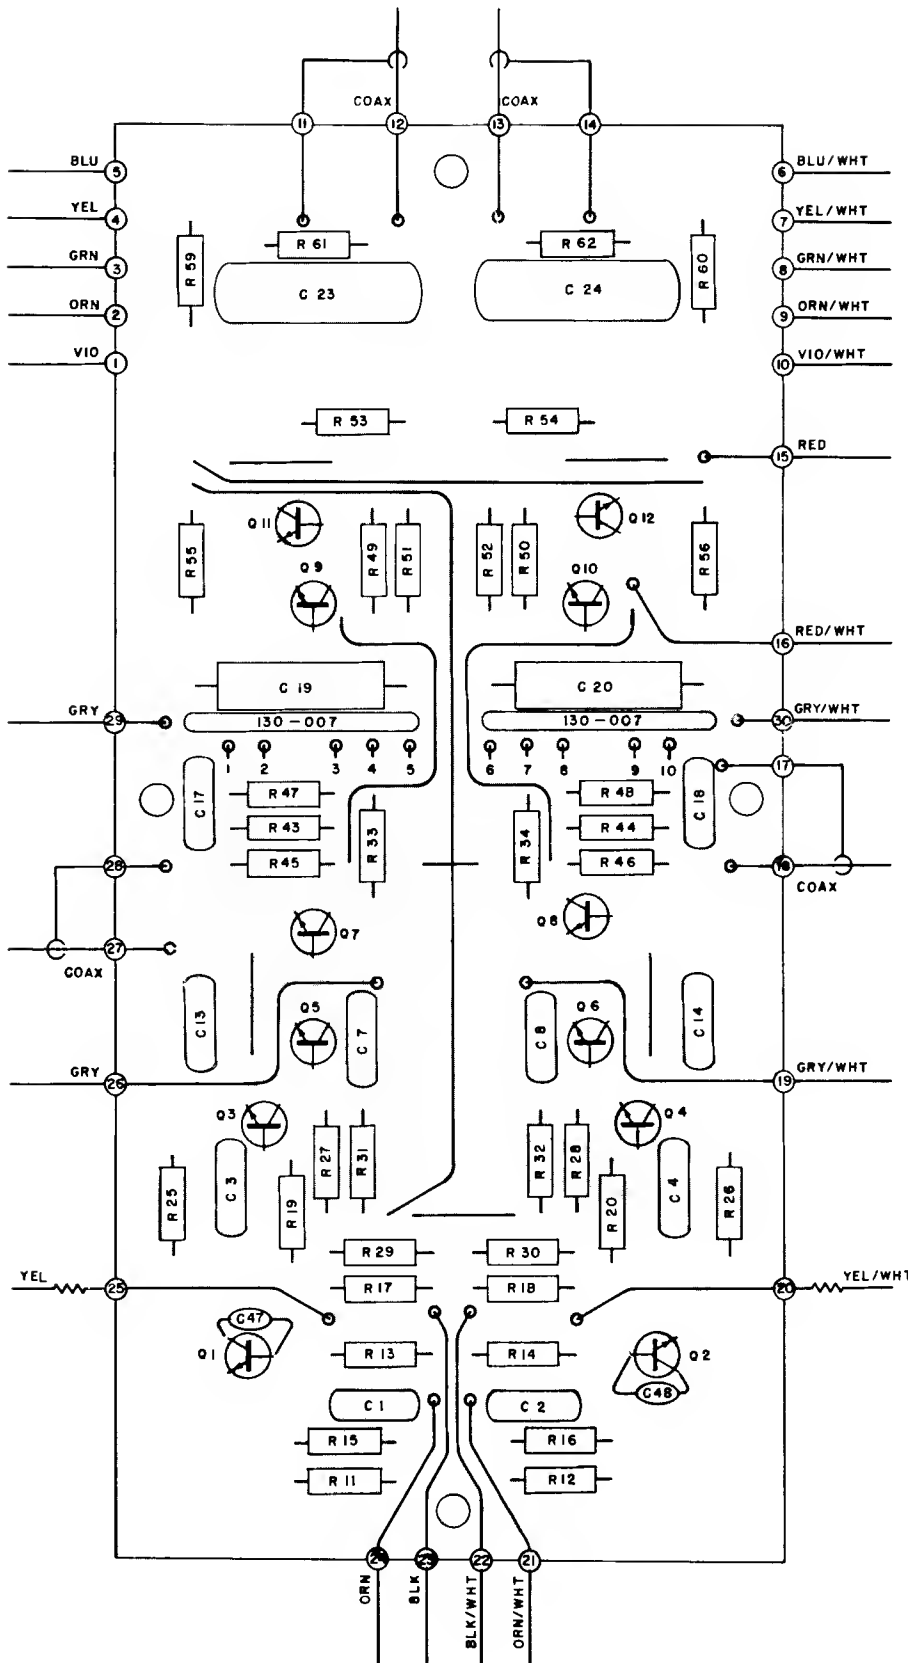 COAX
COAX
11
12
13
14
BLU
5
6
BLU/WHT
YEL
4
7
YEL/WHT
GRN
3
8
GRN/WHT
ORN
2
9
ORN/WHT
VIO
1
10
VIO/WHT
R 59
R 61
R 62
R 60
C 23
C 24
R 53
R 54
15
RED
Q 11
Q 12
R 55
R 49
R 51
R 52
R 50
R 56
Q 9
Q 10
16
RED/WHT
C 19
C 20
GRY
29
130-007
130-007
30
GRY/WHT
1
2
3
4
5
6
7
8
9
10
17
C 17
R 47
R 48
C 18
R 43
R 44
R 33
R 34
R 45
R 46
28
18
COAX
Q 7
Q 8
27
COAX
C 13
Q 5
C 7
C 8
Q 6
C 14
GRY
26
19
GRY/WHT
Q 3
Q 4
R 25
C 3
R 19
R 27
R 31
R 32
R 28
R 20
C 4
R 26
R 29
R 30
YEL
25
R 17
R 18
20
YEL/WHT
C47
Q 1
R 13
R 14
Q 2
C48
C 1
C 2
R 15
R 16
R 11
R 12
23
22
21
ORN
BLK
BLK/WHT
ORN/WHT